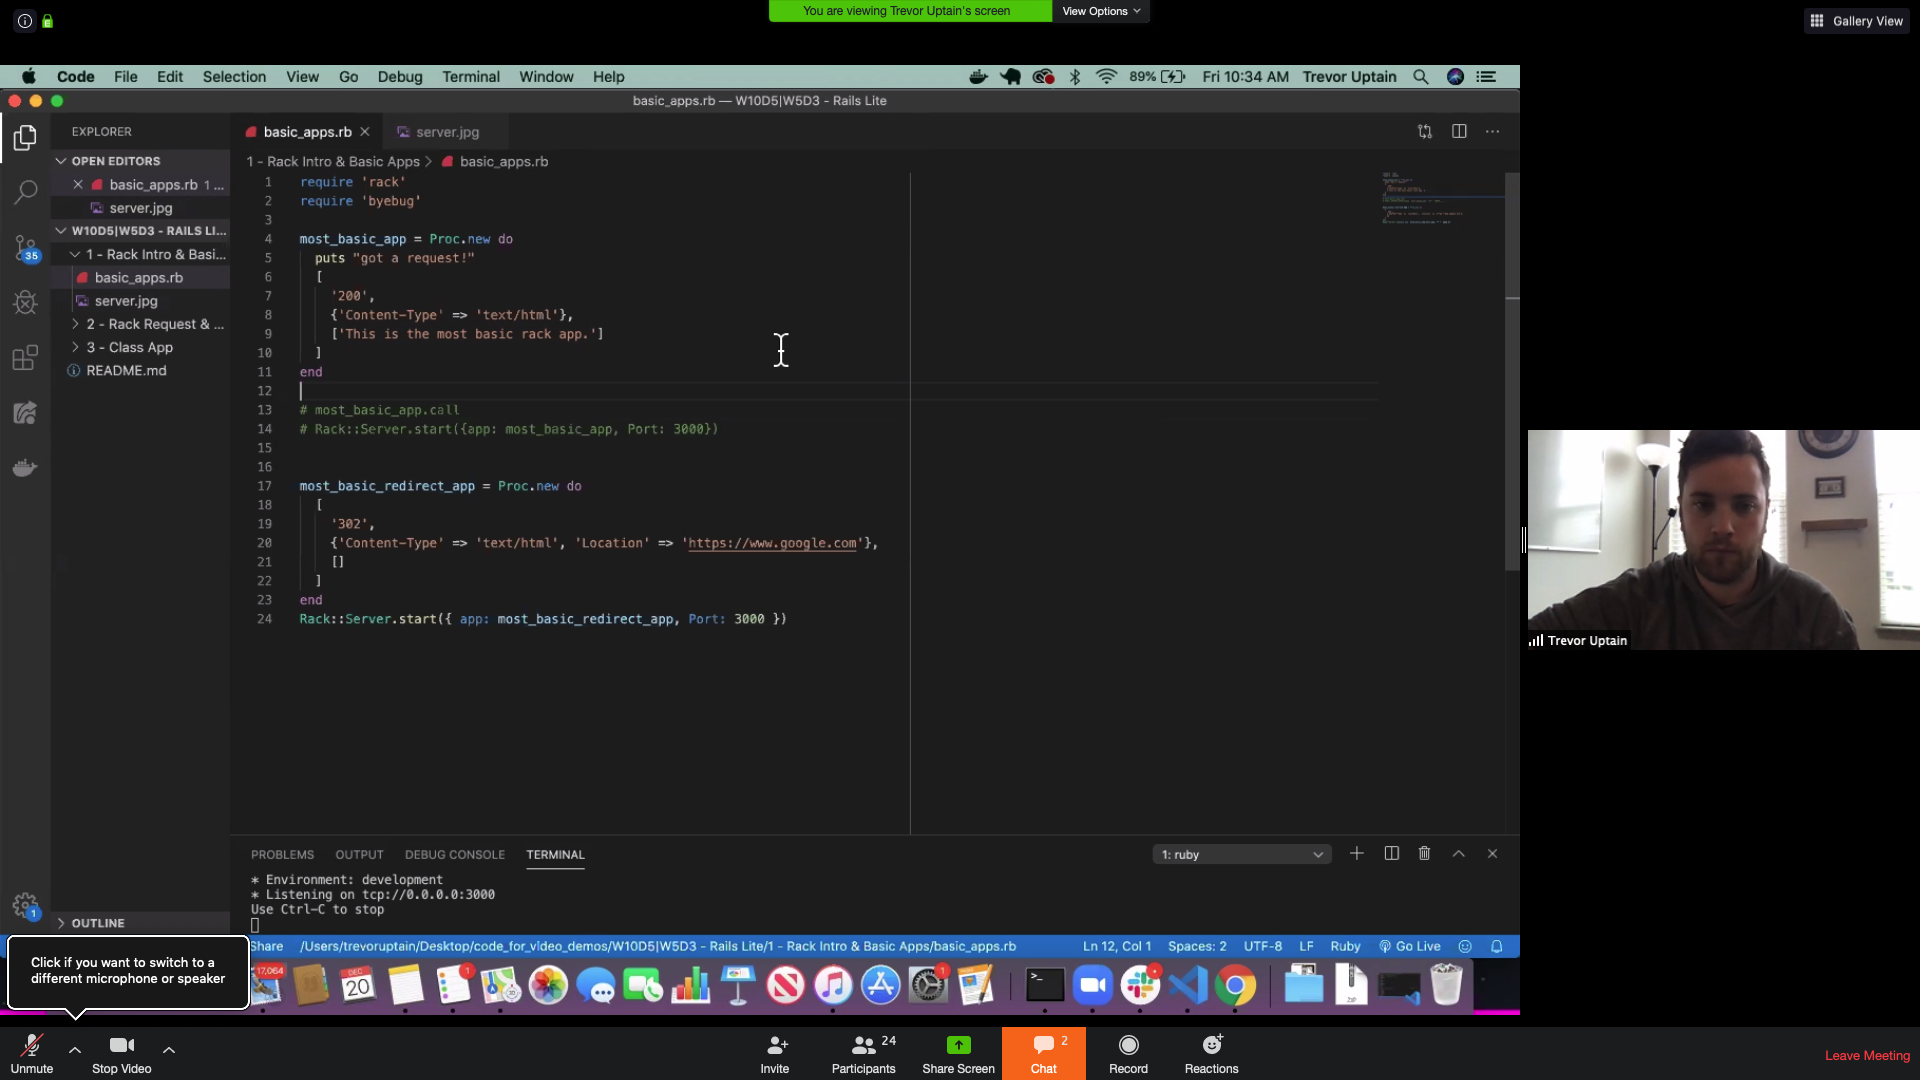 You are viewing Trevor Uptain's screen
View Options
Gallery View
Code File Edit Selection View Go Debug Terminal Window Help
89% Fri 10:34 AM Trevor Uptain
basic_apps.rb — W10D5|W5D3 - Rails Lite
EXPLORER
OPEN EDITORS
basic_apps.rb 1 ...
server.jpg
W10D5|W5D3 - RAILS LI...
1 - Rack Intro & Basi...
basic_apps.rb
server.jpg
2 - Rack Request & ...
3 - Class App
README.md
35
1
OUTLINE
basic_apps.rb
server.jpg
1 - Rack Intro & Basic Apps > basic_apps.rb
1 require 'rack'
2 require 'byebug'
3
4 most_basic_app = Proc.new do
5 puts "got a request!"
6 [
7 '200',
8 {'Content-Type' => 'text/html'},
9 ['This is the most basic rack app.']
10 ]
11 end
12
13 # most_basic_app.call
14 # Rack::Server.start({app: most_basic_app, Port: 3000})
15
16
17 most_basic_redirect_app = Proc.new do
18 [
19 '302',
20 {'Content-Type' => 'text/html', 'Location' => 'https://www.google.com'},
21 []
22 ]
23 end
24 Rack::Server.start({ app: most_basic_redirect_app, Port: 3000 })
Trevor Uptain
PROBLEMS OUTPUT DEBUG CONSOLE TERMINAL
1: ruby
* Environment: development
* Listening on tcp://0.0.0.0:3000
Use Ctrl-C to stop
Share /Users/trevoruptain/Desktop/code_for_video_demos/W10D5|W5D3 - Rails Lite/1 - Rack Intro & Basic Apps/basic_apps.rb
Ln 12, Col 1 Spaces: 2 UTF-8 LF Ruby Go Live
Click if you want to switch to a
different microphone or speaker
17,064
DEC
20
1
1
ZIP
Unmute
Stop Video
Invite
24
Participants
Share Screen
2
Chat
Record
Reactions
Leave Meeting